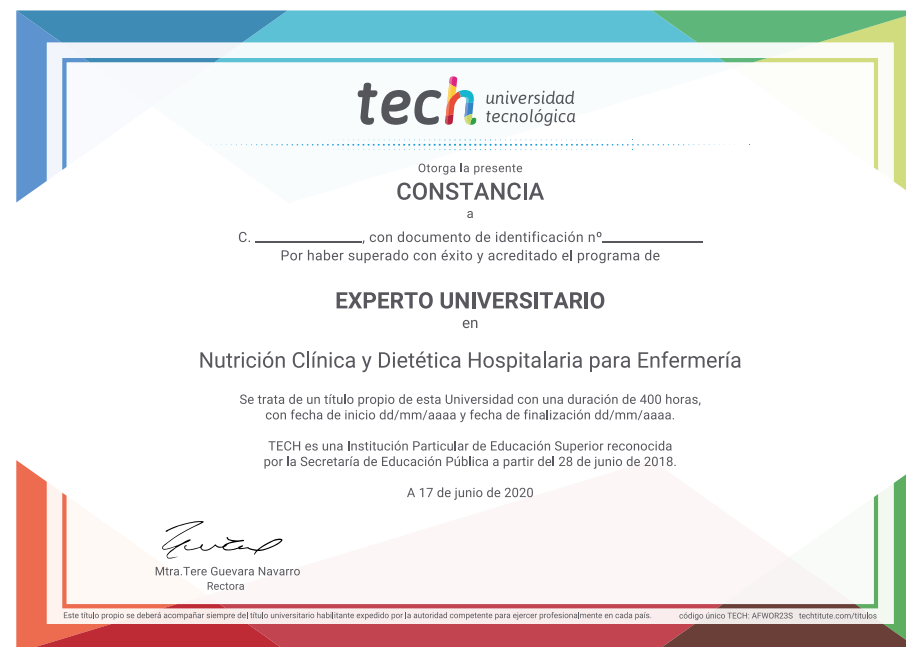 tech universidad
tecnológica
Otorga la presente
CONSTANCIA
a
C. ____________, con documento de identificación nº____________
Por haber superado con éxito y acreditado el programa de
EXPERTO UNIVERSITARIO
en
Nutrición Clínica y Dietética Hospitalaria para Enfermería
Se trata de un título propio de esta Universidad con una duración de 400 horas,
con fecha de inicio dd/mm/aaaa y fecha de finalización dd/mm/aaaa.
TECH es una Institución Particular de Educación Superior reconocida
por la Secretaría de Educación Pública a partir del 28 de junio de 2018.
A 17 de junio de 2020
Mtra.Tere Guevara Navarro
Rectora
Este título propio se deberá acompañar siempre del título universitario habilitante expedido por la autoridad competente para ejercer profesionalmente en cada país. código único TECH: AFWOR23S techtitute.com/titulos